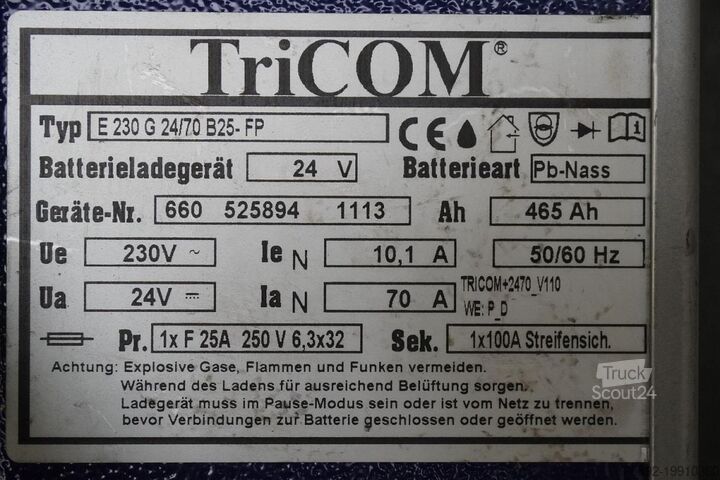 TriCOM®
Typ E 230 G 24/70 B25- FP CE
Batterieladegerät 24 V Batterieart Pb-Nass
Geräte-Nr. 660 525894 1113 Ah 465 Ah
Ue 230V ~ Ie N 10,1 A 50/60 Hz
Ua 24V Ia N 70 A TRICOM+2470_V110
WE: P_D
Pr. 1x F 25A 250 V 6,3x32 Sek. 1x100A Streifensich.
Achtung: Explosive Gase, Flammen und Funken vermeiden.
Während des Ladens für ausreichend Belüftung sorgen.
Ladegerät muss im Pause-Modus sein oder ist vom Netz zu trennen,
bevor Verbindungen zur Batterie geschlossen oder geöffnet werden.
Truck
Scout24